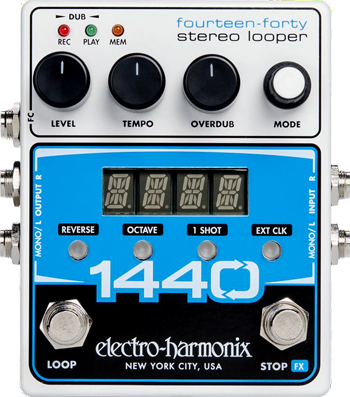 fourteen-forty
stereo looper
DUB
REC PLAY MEM
FC
LEVEL TEMPO OVERDUB MODE
MONO/L OUTPUT R
MONO/L INPUT R
REVERSE OCTAVE 1 SHOT EXT CLK
1440
LOOP
electro-harmonix
NEW YORK CITY, USA
STOP FX